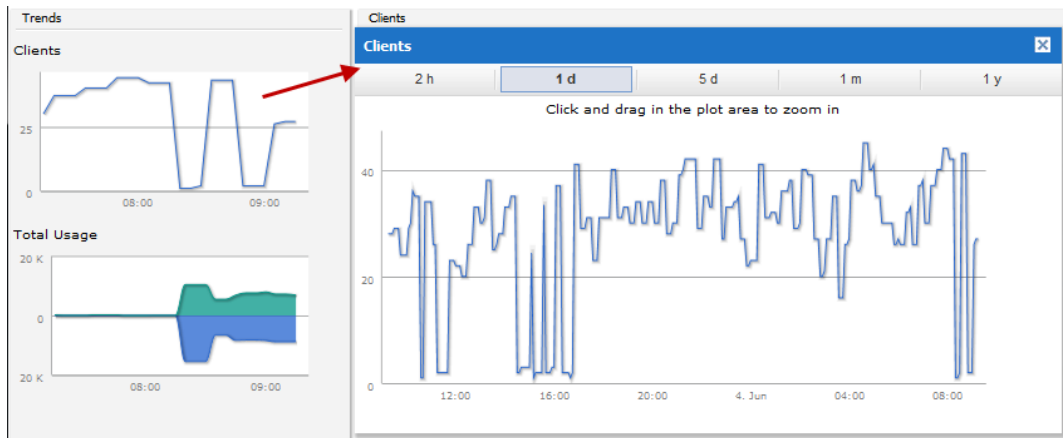 Trends
Clients
25
0
08:00 09:00
Total Usage
20 K
0
20 K
08:00 09:00
Clients
Clients
2 h 1 d 5 d 1 m 1 y
Click and drag in the plot area to zoom in
40
20
0
12:00 16:00 20:00 4. Jun 04:00 08:00